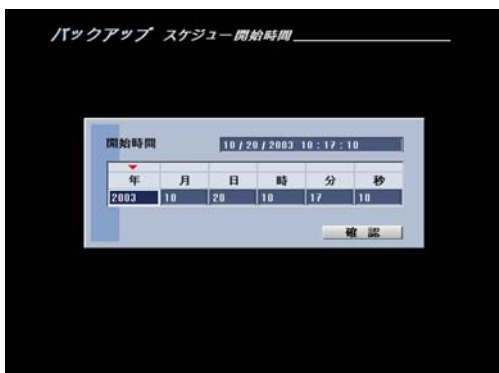 バックアップ スケジュー開始時間
開始時間 10/20/2003 10:17:10
年 月 日 時 分 秒
2003 10 20 10 17 10
確 認